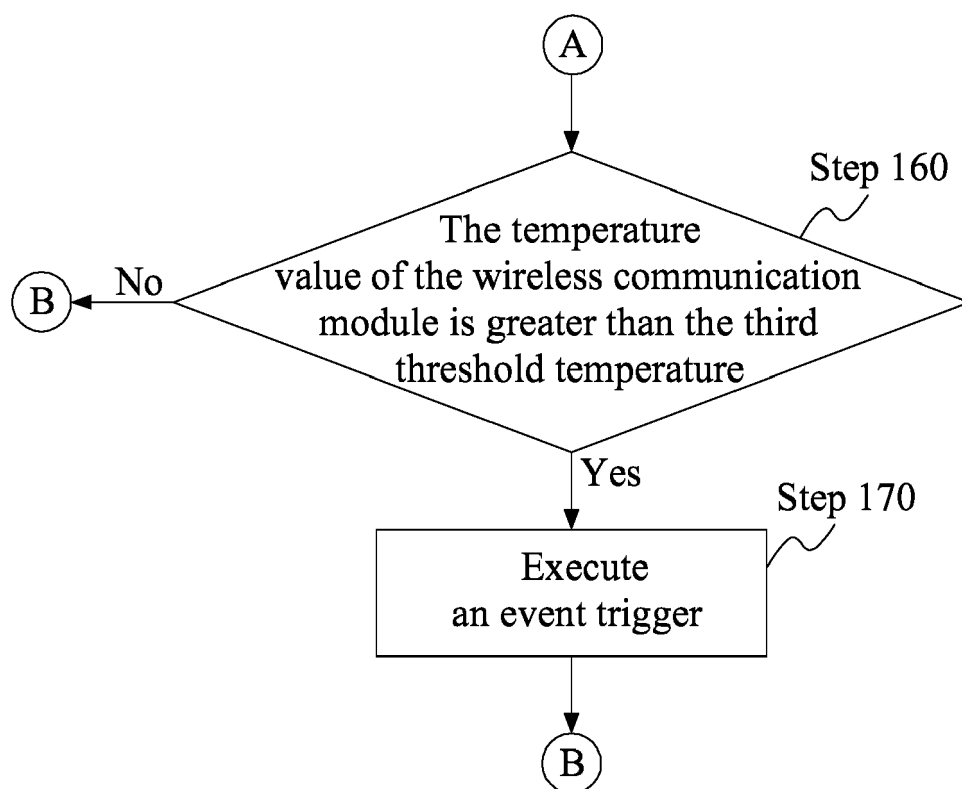 A
Step 160
The temperature
value of the wireless communication
module is greater than the third
threshold temperature
No
B
Yes
Step 170
Execute
an event trigger
B